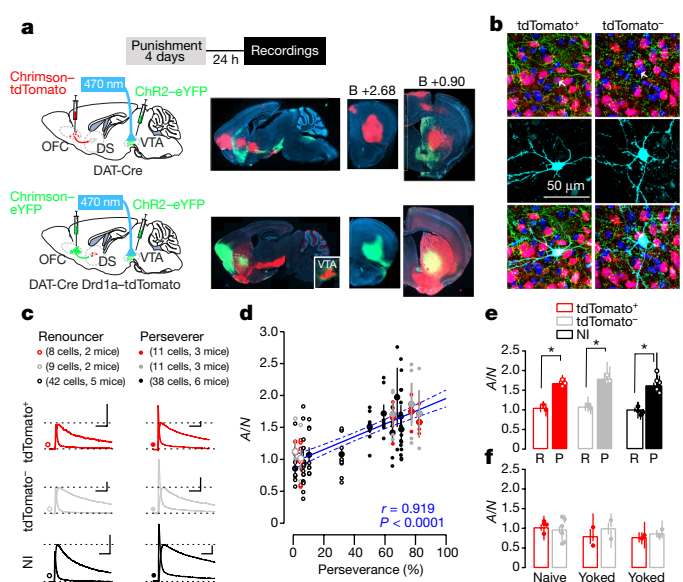 a
Punishment
4 days
24 h
Recordings
Chrimson–
tdTomato
470 nm
ChR2–eYFP
OFC
DS
VTA
DAT-Cre
B +2.68
B +0.90
Chrimson–
eYFP
470 nm
ChR2–eYFP
OFC
DS
VTA
DAT-Cre Drd1a–tdTomato
VTA
b
tdTomato⁺
tdTomato⁻
50 μm
c
Renouncer
Perseverer
(8 cells, 2 mice)
(11 cells, 3 mice)
(9 cells, 2 mice)
(11 cells, 3 mice)
(42 cells, 5 mice)
(38 cells, 6 mice)
tdTomato⁺
tdTomato⁻
NI
d
A/N
3.0
2.5
2.0
1.5
1.0
0.5
0
0 20 40 60 80 100
Perseverance (%)
r = 0.919
P < 0.0001
e
tdTomato⁺
tdTomato⁻
NI
A/N
2.5
2.0
1.5
1.0
0.5
0
* * *
R P R P R P
f
A/N
2.0
1.5
1.0
0.5
0
Naive Yoked Yoked